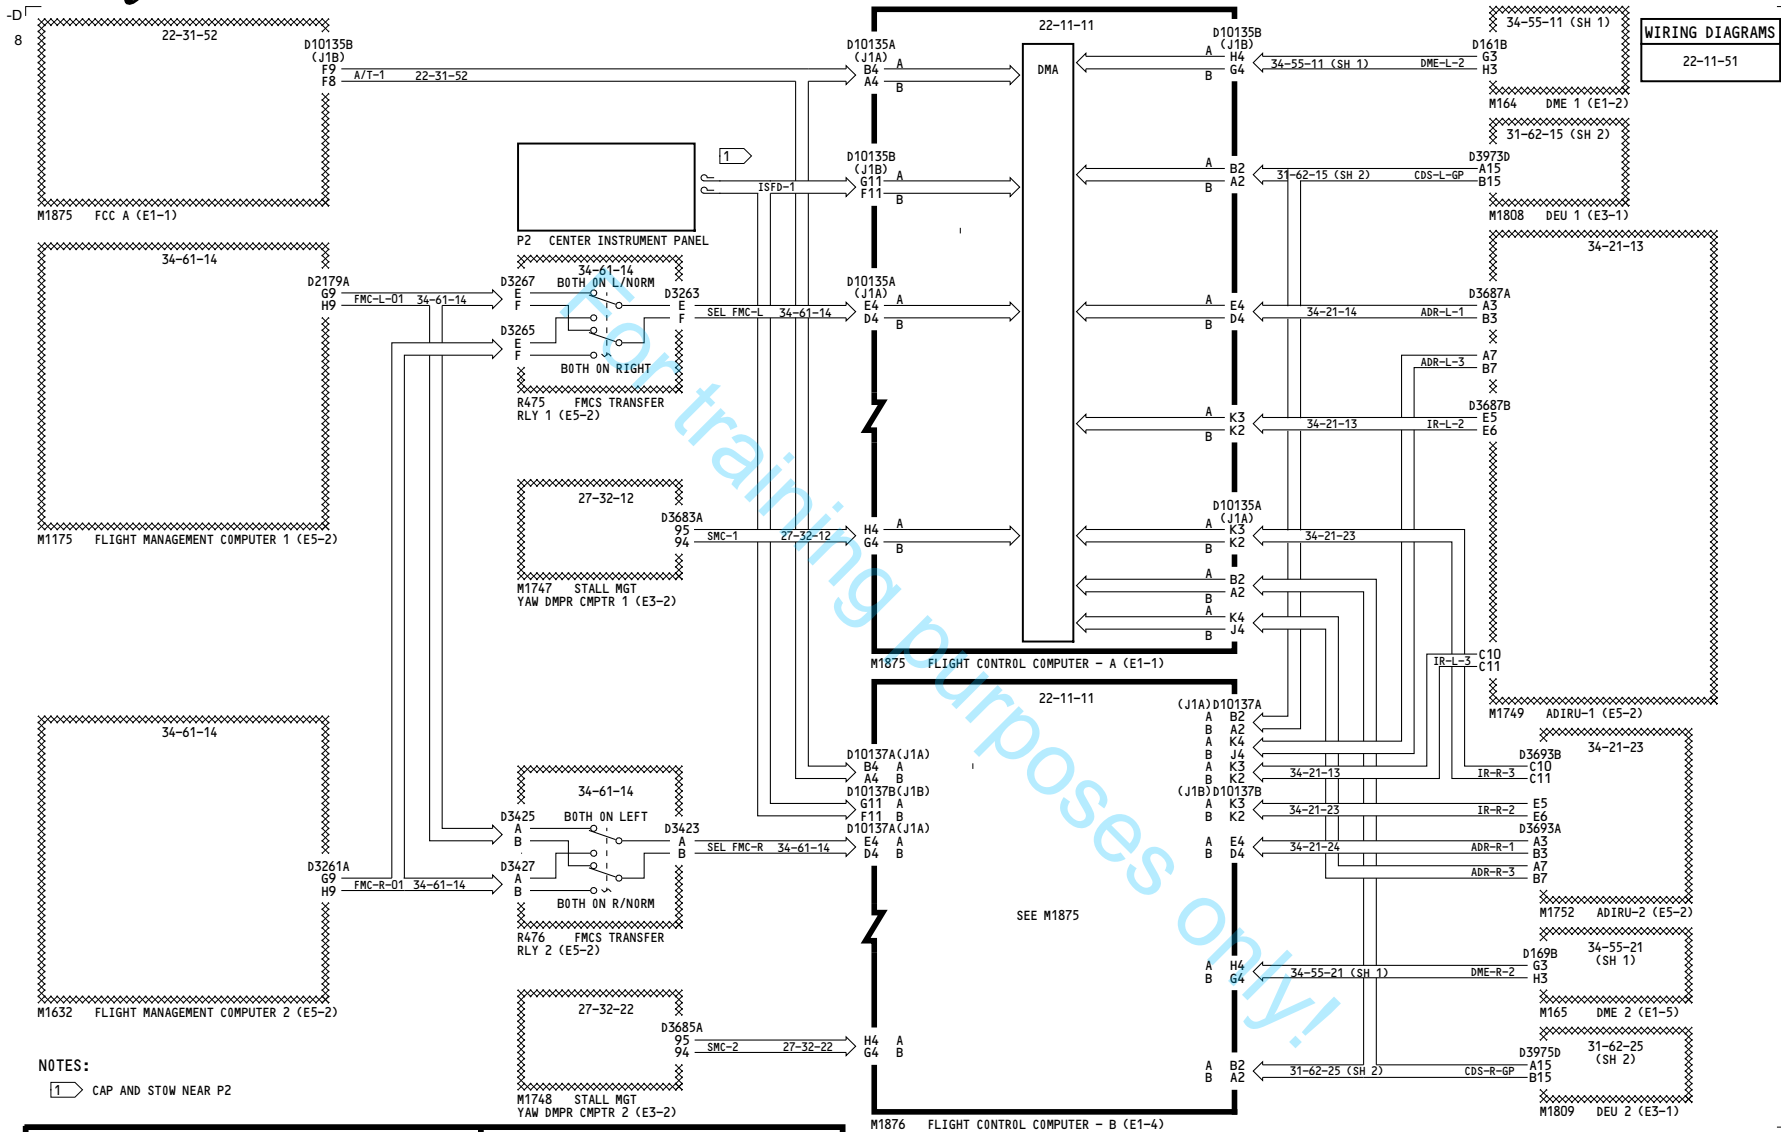 -D
8
22-31-52
D10135B
(J1B)
F9
F8
A/T-1 22-31-52
M1875 FCC A (E1-1)
34-61-14
D2179A
G9
H9
FMC-L-01 34-61-14
M1175 FLIGHT MANAGEMENT COMPUTER 1 (E5-2)
34-61-14
D3261A
G9
H9
FMC-R-01 34-61-14
M1632 FLIGHT MANAGEMENT COMPUTER 2 (E5-2)
NOTES:
1 CAP AND STOW NEAR P2
1
ISFD-1
P2 CENTER INSTRUMENT PANEL
34-61-14
BOTH ON L/NORM
D3267
E
F
D3265
E
F
D3263
E
F
BOTH ON RIGHT
SEL FMC-L 34-61-14
R475 FMCS TRANSFER
RLY 1 (E5-2)
27-32-12
D3683A
95
94
SMC-1 27-32-12
M1747 STALL MGT
YAW DMPR CMPTR 1 (E3-2)
34-61-14
BOTH ON LEFT
D3425
A
B
D3427
A
B
D3423
A
B
BOTH ON R/NORM
SEL FMC-R 34-61-14
R476 FMCS TRANSFER
RLY 2 (E5-2)
27-32-22
D3685A
95
94
SMC-2 27-32-22
M1748 STALL MGT
YAW DMPR CMPTR 2 (E3-2)
22-11-11
DMA
D10135A
(J1A)
B4 A
A4 B
D10135B
(J1B)
G11 A
F11 B
D10135A
(J1A)
E4 A
D4 B
H4 A
G4 B
D10135B
(J1B)
A H4
B G4
A B2
B A2
A E4
B D4
A K3
B K2
D10135A
(J1A)
A K3
B K2
A B2
B A2
A K4
B J4
M1875 FLIGHT CONTROL COMPUTER - A (E1-1)
22-11-11
D10137A(J1A)
B4 A
A4 B
D10137B(J1B)
G11 A
F11 B
D10137A(J1A)
E4 A
D4 B
SEE M1875
H4 A
G4 B
(J1A)D10137A
A B2
B A2
A K4
B J4
A K3
B K2
(J1B)D10137B
A K3
B K2
A E4
B D4
A H4
B G4
A B2
B A2
M1876 FLIGHT CONTROL COMPUTER - B (E1-4)
34-55-11 (SH 1) DME-L-2
31-62-15 (SH 2) CDS-L-GP
34-21-14 ADR-L-1
ADR-L-3
34-21-13 IR-L-2
34-21-23
IR-L-3
34-21-13 IR-R-3
34-21-23 IR-R-2
34-21-24 ADR-R-1
ADR-R-3
34-55-21 (SH 1) DME-R-2
31-62-25 (SH 2) CDS-R-GP
34-55-11 (SH 1)
D161B
G3
H3
M164 DME 1 (E1-2)
31-62-15 (SH 2)
D3973D
A15
B15
M1808 DEU 1 (E3-1)
34-21-13
D3687A
A3
B3
A7
B7
D3687B
E5
E6
C10
C11
M1749 ADIRU-1 (E5-2)
34-21-23
D3693B
C10
C11
E5
E6
D3693A
A3
B3
A7
B7
M1752 ADIRU-2 (E5-2)
34-55-21
(SH 1)
D169B
G3
H3
M165 DME 2 (E1-5)
31-62-25
(SH 2)
D3975D
A15
B15
M1809 DEU 2 (E3-1)
WIRING DIAGRAMS
22-11-51
For training purposes only!